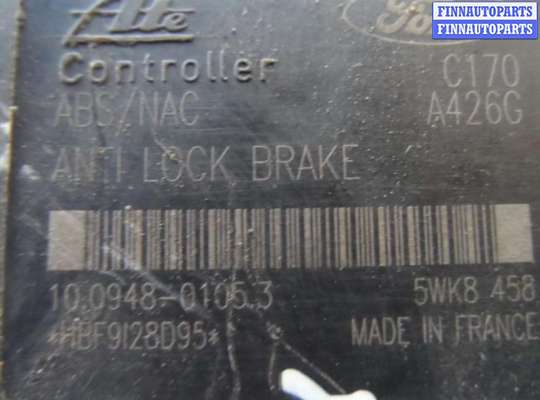 FINNAUTOPARTS
FINNAUTOPARTS
Ate Ford
Controller C170
ABS/NAC A426G
ANTI LOCK BRAKE
10.0948-0105.3 5WK8 458
*HBF9128D95* MADE IN FRANCE